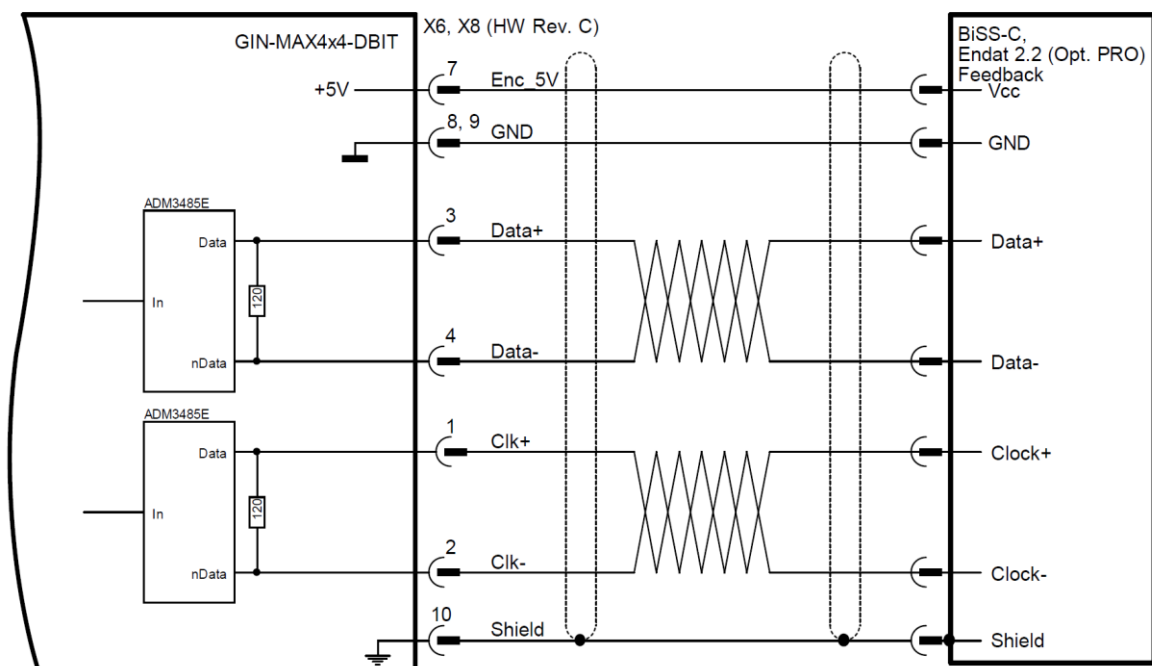 GIN-MAX4x4-DBIT
X6, X8 (HW Rev. C)
BiSS-C,
Endat 2.2 (Opt. PRO)
Feedback
+5V
7
Enc_5V
Vcc
8, 9
GND
GND
ADM3485E
Data
In
120
nData
3
Data+
Data+
4
Data-
Data-
ADM3485E
Data
In
120
nData
1
Clk+
Clock+
2
Clk-
Clock-
10
Shield
Shield